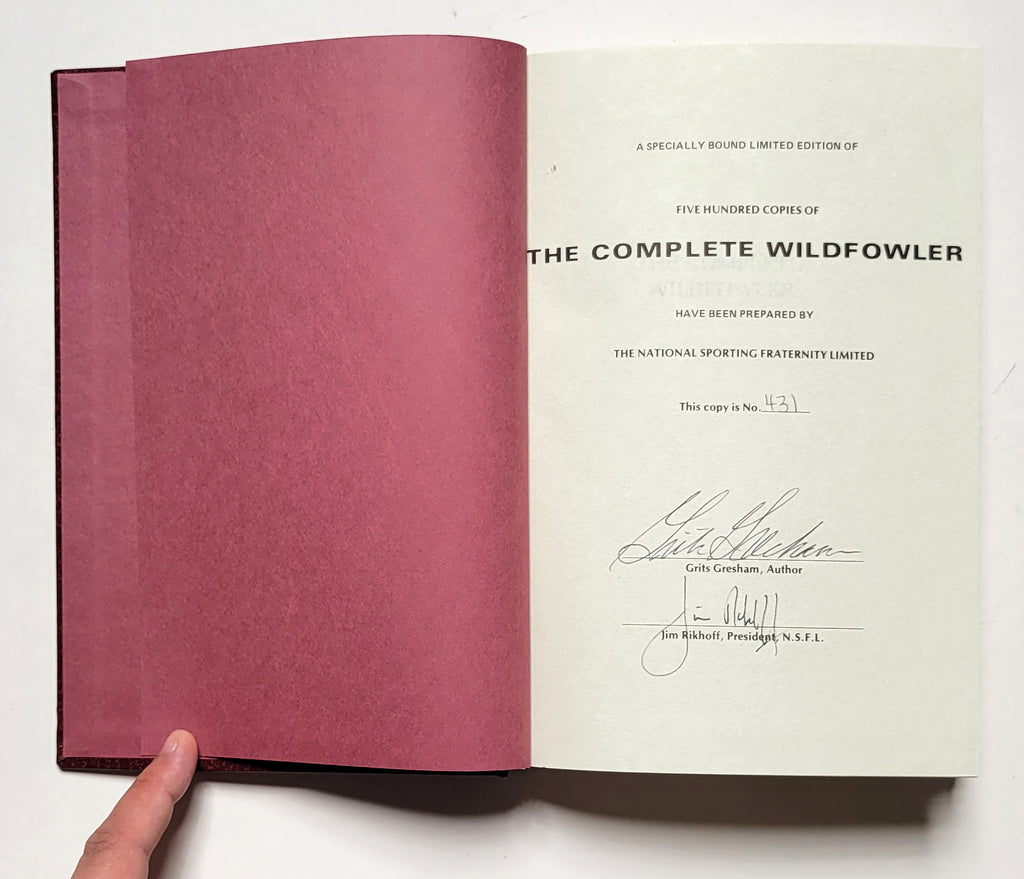 A SPECIALLY BOUND LIMITED EDITION OF
FIVE HUNDRED COPIES OF
THE COMPLETE WILDFOWLER
WILDFOWLER
HAVE BEEN PREPARED BY
THE NATIONAL SPORTING FRATERNITY LIMITED
This copy is No. 431
Grits Gresham
Grits Gresham, Author
Jim Rikhoff
Jim Rikhoff, President, N.S.F.L.